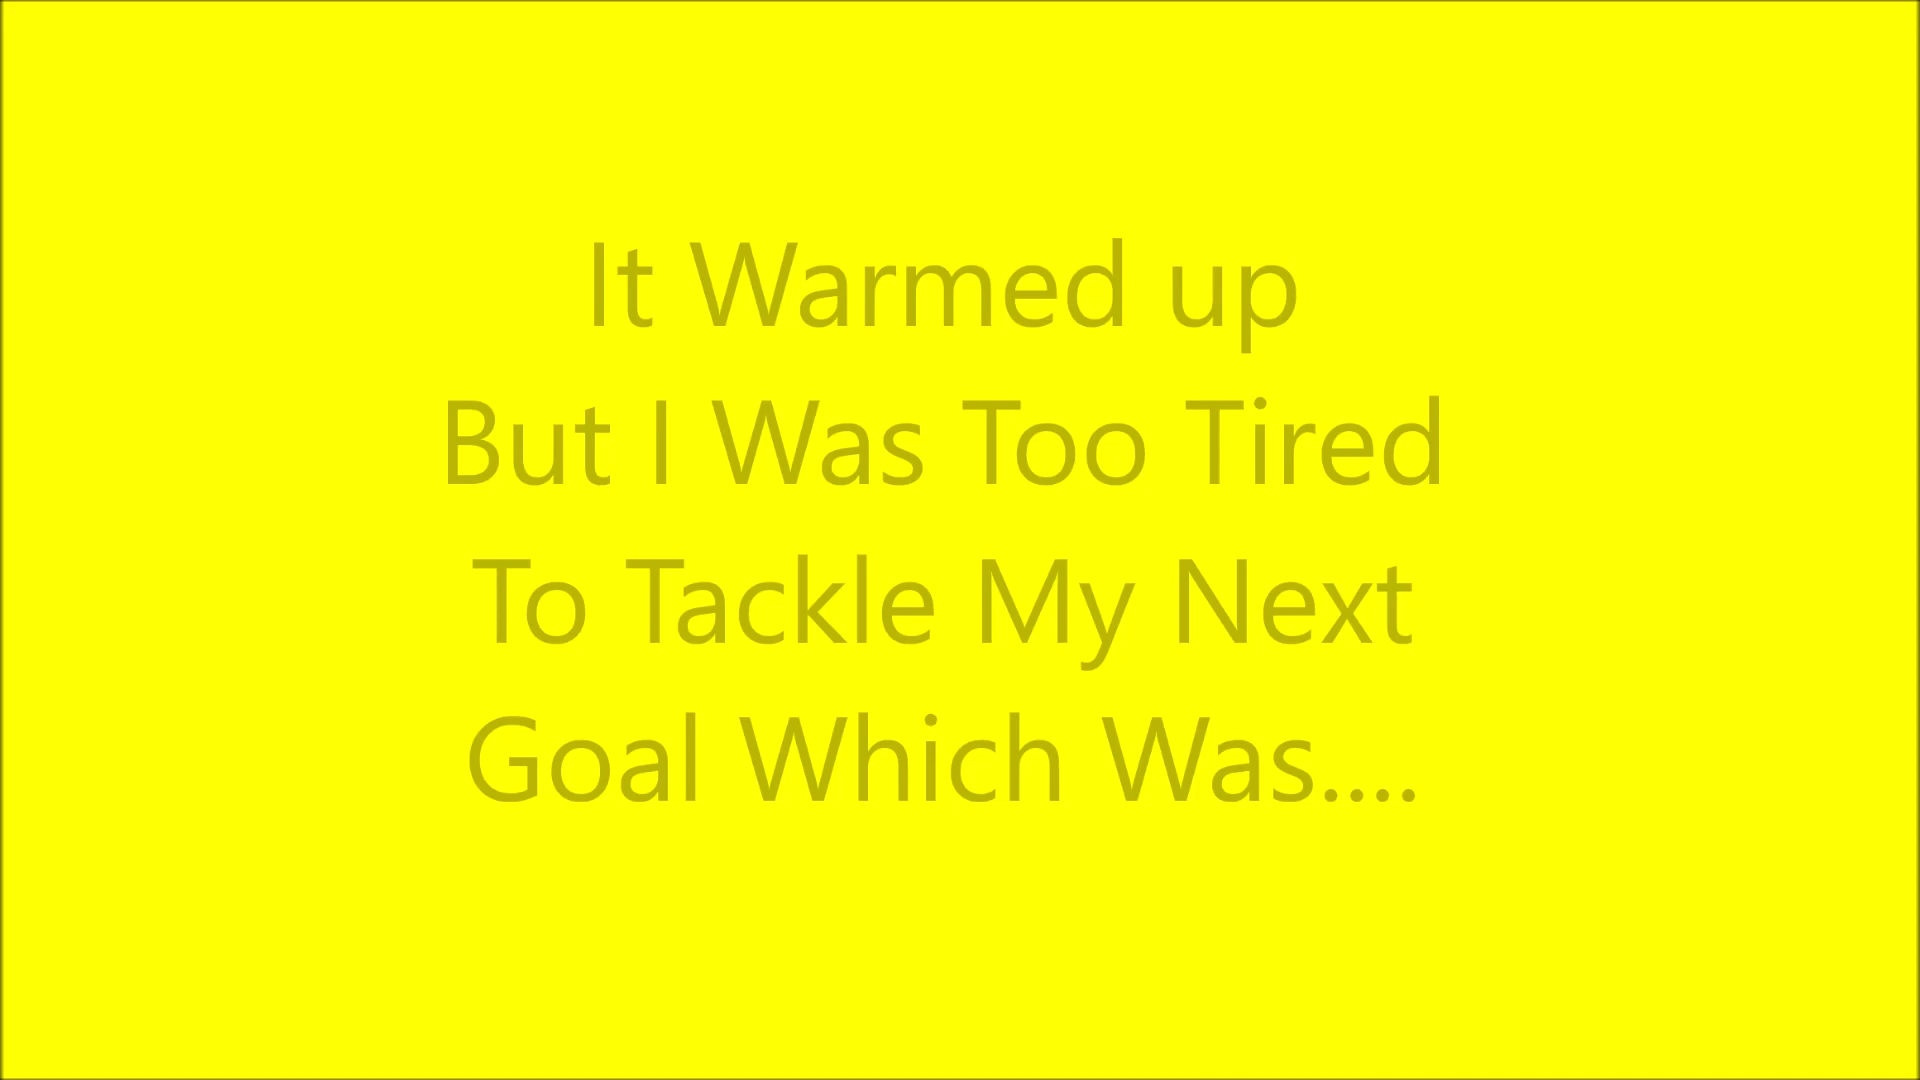 It Warmed up
But I Was Too Tired
To Tackle My Next
Goal Which Was....